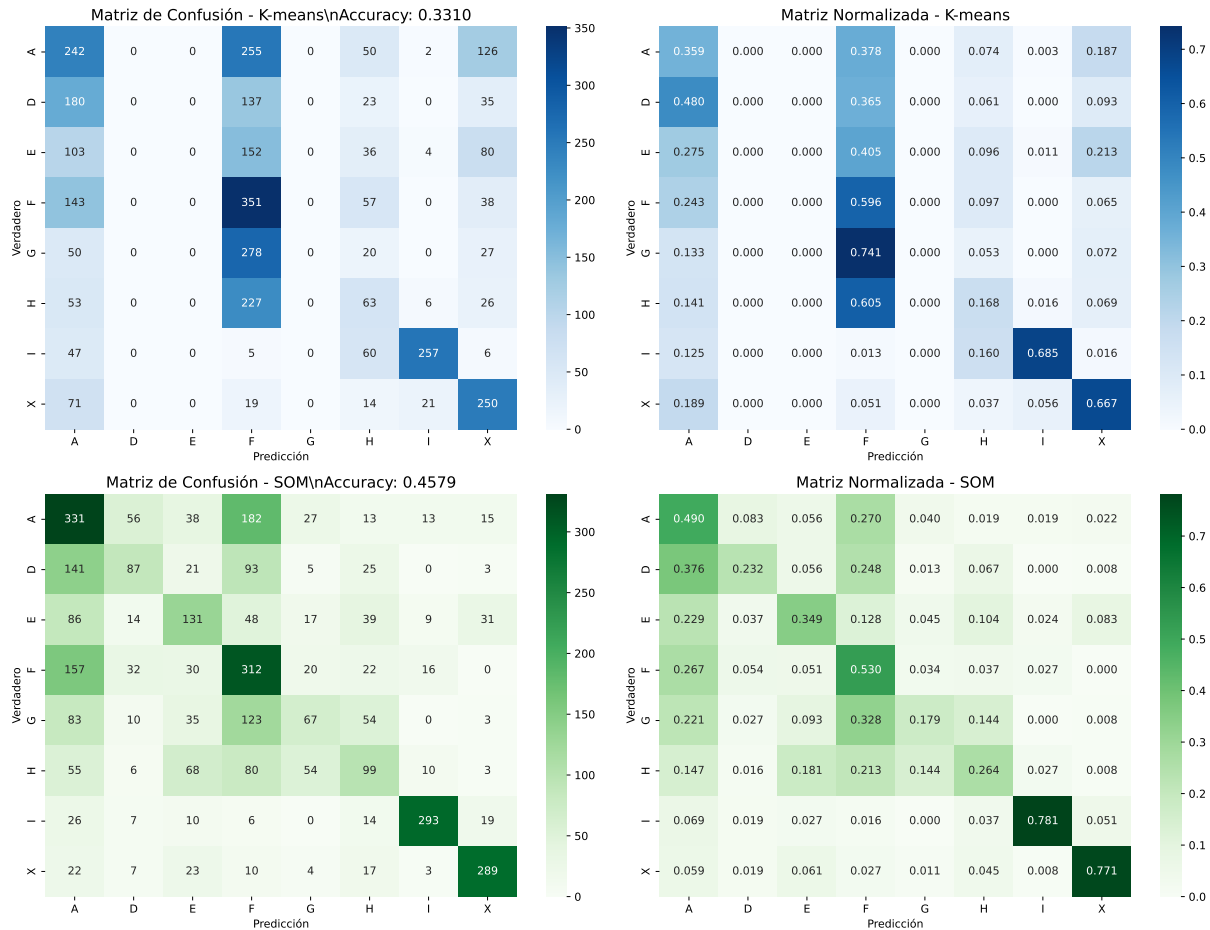 Matriz de Confusión - K-means\nAccuracy: 0.3310
Verdadero
A 242 0 0 255 0 50 2 126
D 180 0 0 137 0 23 0 35
E 103 0 0 152 0 36 4 80
F 143 0 0 351 0 57 0 38
G 50 0 0 278 0 20 0 27
H 53 0 0 227 0 63 6 26
I 47 0 0 5 0 60 257 6
X 71 0 0 19 0 14 21 250
A D E F G H I X
Predicción
350
300
250
200
150
100
50
0
Matriz Normalizada - K-means
Verdadero
A 0.359 0.000 0.000 0.378 0.000 0.074 0.003 0.187
D 0.480 0.000 0.000 0.365 0.000 0.061 0.000 0.093
E 0.275 0.000 0.000 0.405 0.000 0.096 0.011 0.213
F 0.243 0.000 0.000 0.596 0.000 0.097 0.000 0.065
G 0.133 0.000 0.000 0.741 0.000 0.053 0.000 0.072
H 0.141 0.000 0.000 0.605 0.000 0.168 0.016 0.069
I 0.125 0.000 0.000 0.013 0.000 0.160 0.685 0.016
X 0.189 0.000 0.000 0.051 0.000 0.037 0.056 0.667
A D E F G H I X
Predicción
0.7
0.6
0.5
0.4
0.3
0.2
0.1
0.0
Matriz de Confusión - SOM\nAccuracy: 0.4579
Verdadero
A 331 56 38 182 27 13 13 15
D 141 87 21 93 5 25 0 3
E 86 14 131 48 17 39 9 31
F 157 32 30 312 20 22 16 0
G 83 10 35 123 67 54 0 3
H 55 6 68 80 54 99 10 3
I 26 7 10 6 0 14 293 19
X 22 7 23 10 4 17 3 289
A D E F G H I X
Predicción
300
250
200
150
100
50
0
Matriz Normalizada - SOM
Verdadero
A 0.490 0.083 0.056 0.270 0.040 0.019 0.019 0.022
D 0.376 0.232 0.056 0.248 0.013 0.067 0.000 0.008
E 0.229 0.037 0.349 0.128 0.045 0.104 0.024 0.083
F 0.267 0.054 0.051 0.530 0.034 0.037 0.027 0.000
G 0.221 0.027 0.093 0.328 0.179 0.144 0.000 0.008
H 0.147 0.016 0.181 0.213 0.144 0.264 0.027 0.008
I 0.069 0.019 0.027 0.016 0.000 0.037 0.781 0.051
X 0.059 0.019 0.061 0.027 0.011 0.045 0.008 0.771
A D E F G H I X
Predicción
0.7
0.6
0.5
0.4
0.3
0.2
0.1
0.0